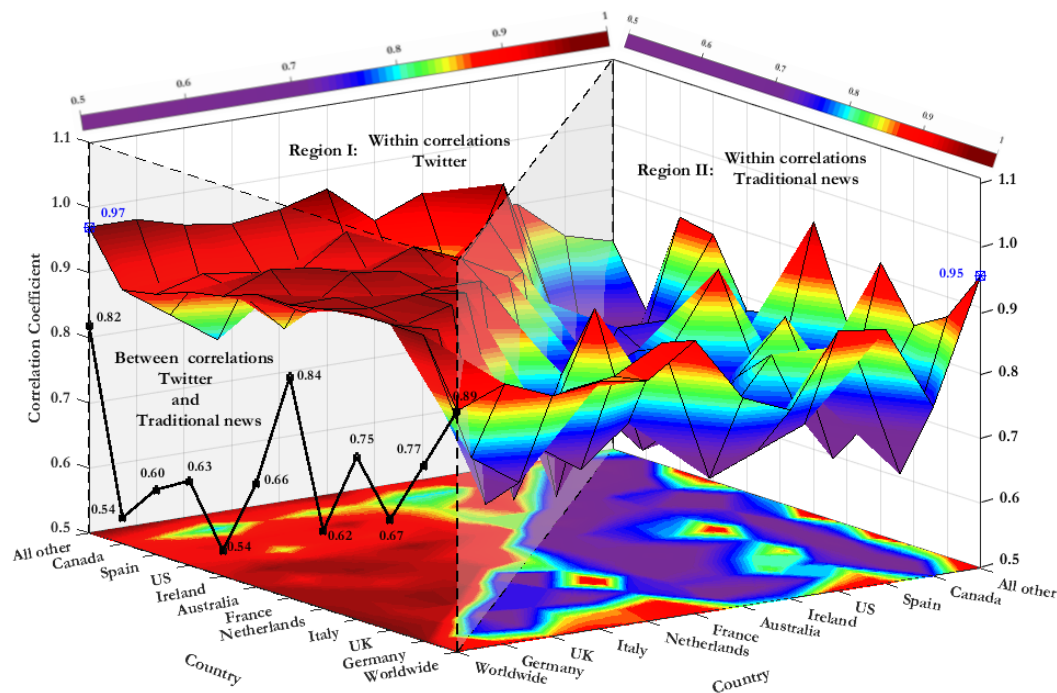 0.5
0.6
0.7
0.8
0.9
1
0.5
0.6
0.7
0.8
0.9
1
Region I: Within correlations
Twitter
Region II: Within correlations
Traditional news
1.1
1.0
0.9
0.8
0.7
0.6
0.5
Correlation Coefficient
0.97
0.82
Between correlations
Twitter
and
Traditional news
0.54
0.60
0.63
0.54
0.66
0.84
0.62
0.75
0.67
0.77
0.89
0.95
1.1
1.0
0.9
0.8
0.7
0.6
0.5
All other
Canada
Spain
US
Ireland
Australia
France
Netherlands
Italy
UK
Germany
Worldwide
Country
Worldwide
Germany
UK
Italy
Netherlands
France
Australia
Ireland
US
Spain
Canada
All other
Country